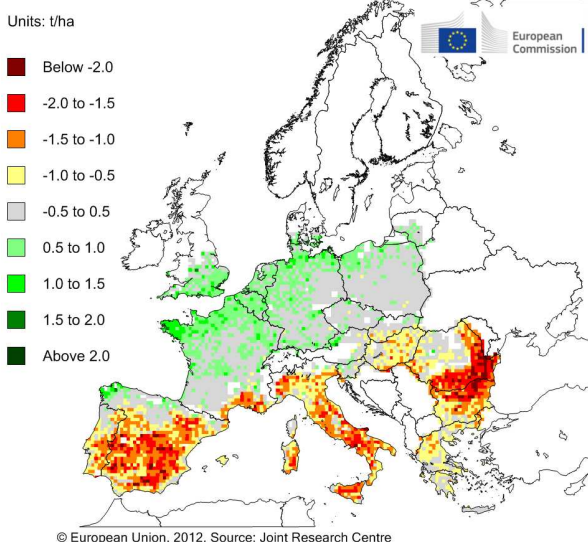 Units: t/ha
European
Commission
Below -2.0
-2.0 to -1.5
-1.5 to -1.0
-1.0 to -0.5
-0.5 to 0.5
0.5 to 1.0
1.0 to 1.5
1.5 to 2.0
Above 2.0
© European Union, 2012. Source: Joint Research Centre